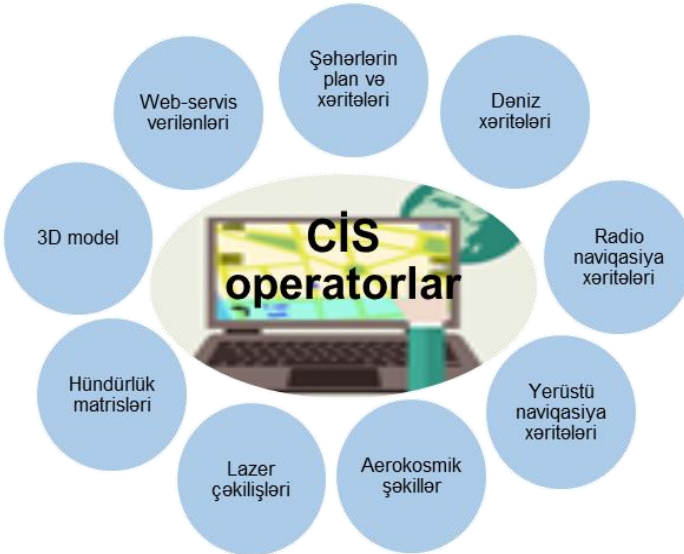 Şəhərlərin
plan və
xəritələri
Dəniz
xəritələri
Radio
naviqasiya
xəritələri
Yerüstü
naviqasiya
xəritələri
Aerokosmik
şəkillər
Lazer
çəkilişləri
Hündürlük
matrisləri
3D model
Web-servis
verilənləri
CİS
operatorlar